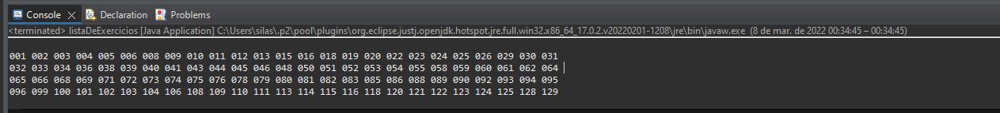 Console Declaration Problems
<terminated> listaDeExercicios [Java Application] C:\Users\silas\.p2\pool\plugins\org.eclipse.justj.openjdk.hotspot.jre.full.win32.x86_64_17.0.2.v20220201-1208\jre\bin\javaw.exe (8 de mar. de 2022 00:34:45 – 00:34:45)
001 002 003 004 005 006 008 009 010 011 012 013 015 016 018 019 020 022 023 024 025 026 029 030 031
032 033 034 036 038 039 040 041 043 044 045 046 048 050 051 052 053 054 055 058 059 060 061 062 064
065 066 068 069 071 072 073 074 075 076 078 079 080 081 082 083 085 086 088 089 090 092 093 094 095
096 099 100 101 102 103 104 106 108 109 110 111 113 114 115 116 118 120 121 122 123 124 125 128 129